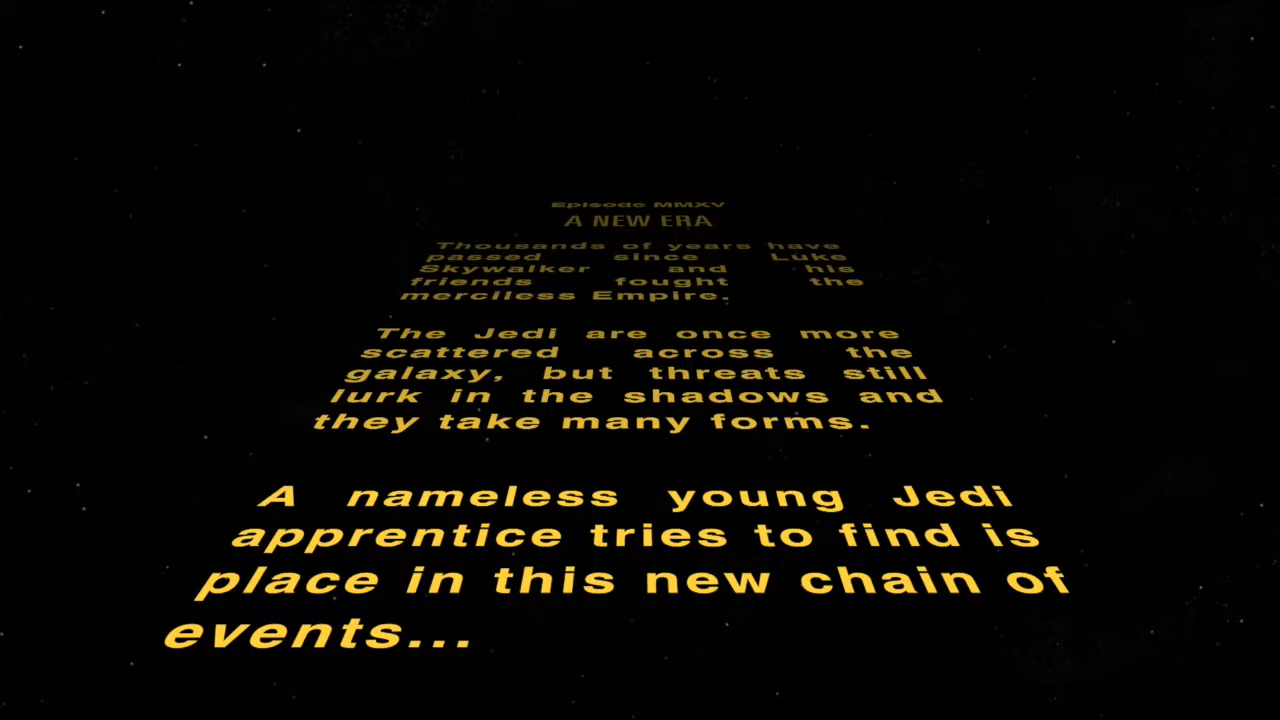 Episode MMXV
A NEW ERA
Thousands of years have
passed since Luke
Skywalker and his
friends fought the
merciless Empire.
The Jedi are once more
scattered across the
galaxy, but threats still
lurk in the shadows and
they take many forms.
A nameless young Jedi
apprentice tries to find is
place in this new chain of
events...